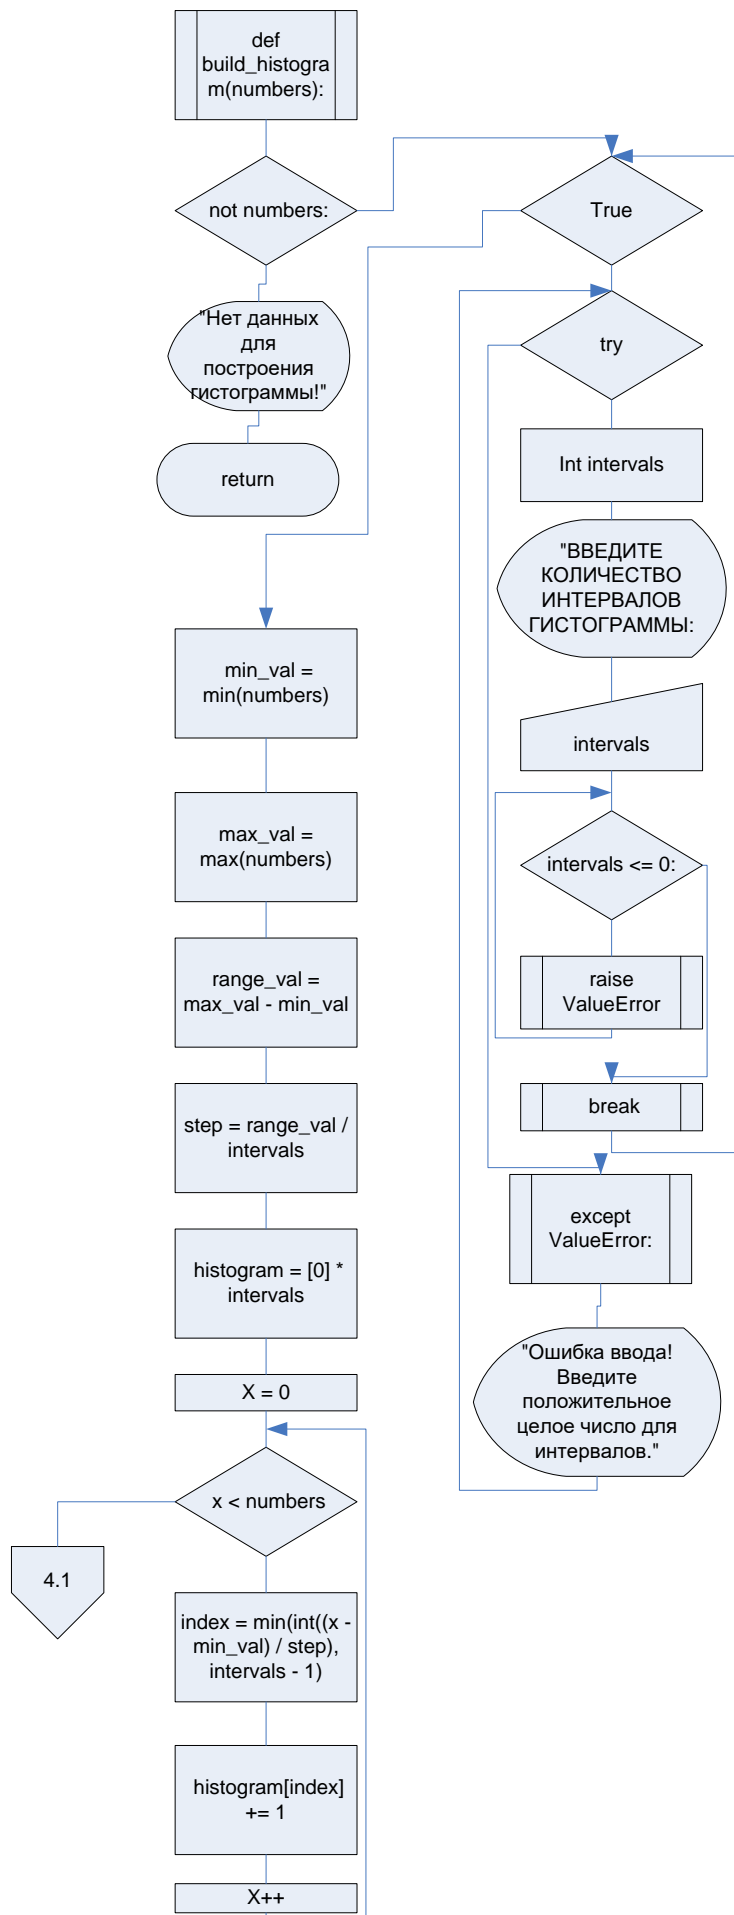 def
build_histogra
m(numbers):
not numbers:
"Нет данных
для
построения
гистограммы!"
return
True
try
Int intervals
"ВВЕДИТЕ
КОЛИЧЕСТВО
ИНТЕРВАЛОВ
ГИСТОГРАММЫ:
intervals
intervals <= 0:
raise
ValueError
break
except
ValueError:
"Ошибка ввода!
Введите
положительное
целое число для
интервалов."
min_val =
min(numbers)
max_val =
max(numbers)
range_val =
max_val - min_val
step = range_val /
intervals
histogram = [0] *
intervals
X = 0
x < numbers
4.1
index = min(int((x -
min_val) / step),
intervals - 1)
histogram[index]
+= 1
X++